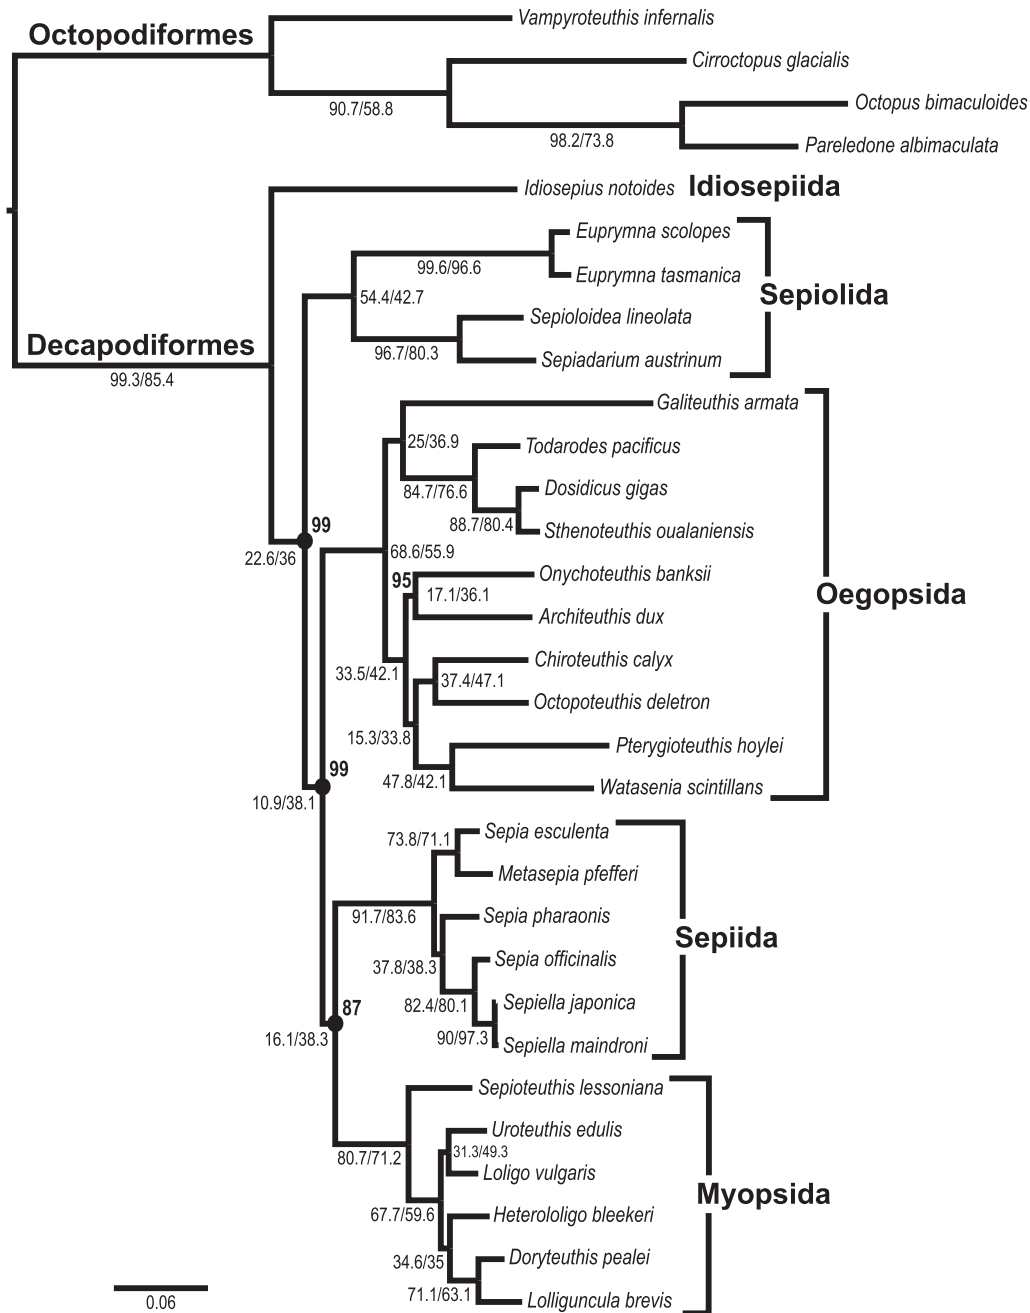 Octopodiformes
Vampyroteuthis infernalis
Cirroctopus glacialis
90.7/58.8
Octopus bimaculoides
98.2/73.8
Pareledone albimaculata
Idiosepius notoides Idiosepiida
Euprymna scolopes
99.6/96.6
Euprymna tasmanica
54.4/42.7
Sepiolida
Sepioloidea lineolata
Decapodiformes
96.7/80.3
Sepiadarium austrinum
99.3/85.4
Galiteuthis armata
25/36.9
Todarodes pacificus
84.7/76.6
Dosidicus gigas
88.7/80.4
Sthenoteuthis oualaniensis
99
22.6/36
68.6/55.9
95
Onychoteuthis banksii
17.1/36.1
Oegopsida
Architeuthis dux
33.5/42.1
Chiroteuthis calyx
37.4/47.1
Octopoteuthis deletron
15.3/33.8
Pterygioteuthis hoylei
99
47.8/42.1
Watasenia scintillans
10.9/38.1
73.8/71.1
Sepia esculenta
Metasepia pfefferi
91.7/83.6
Sepia pharaonis
Sepiida
37.8/38.3
Sepia officinalis
82.4/80.1
Sepiella japonica
87
90/97.3
Sepiella maindroni
16.1/38.3
Sepioteuthis lessoniana
Uroteuthis edulis
80.7/71.2
31.3/49.3
Loligo vulgaris
Myopsida
67.7/59.6
Heterololigo bleekeri
34.6/35
Doryteuthis pealei
71.1/63.1
Lolliguncula brevis
0.06